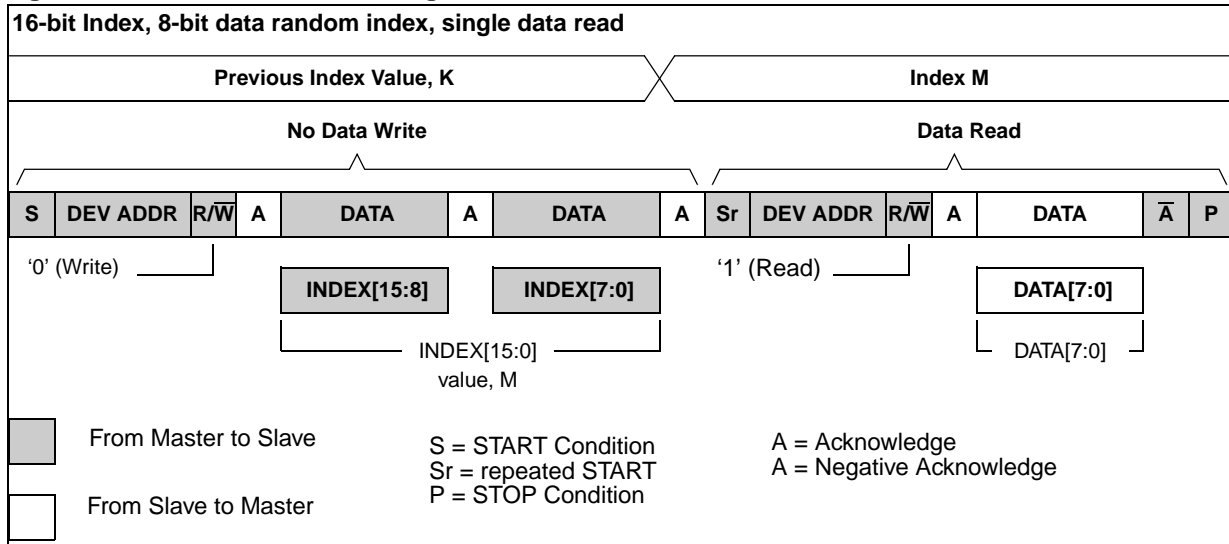 16-bit Index, 8-bit data random index, single data read
Previous Index Value, K Index M
No Data Write Data Read
S DEV ADDR R/W̅ A DATA A DATA A Sr DEV ADDR R/W̅ A DATA A̅ P
‘0’ (Write) ‘1’ (Read)
INDEX[15:8] INDEX[7:0] DATA[7:0]
INDEX[15:0] DATA[7:0]
value, M
From Master to Slave
From Slave to Master
S = START Condition
Sr = repeated START
P = STOP Condition
A = Acknowledge
A = Negative Acknowledge